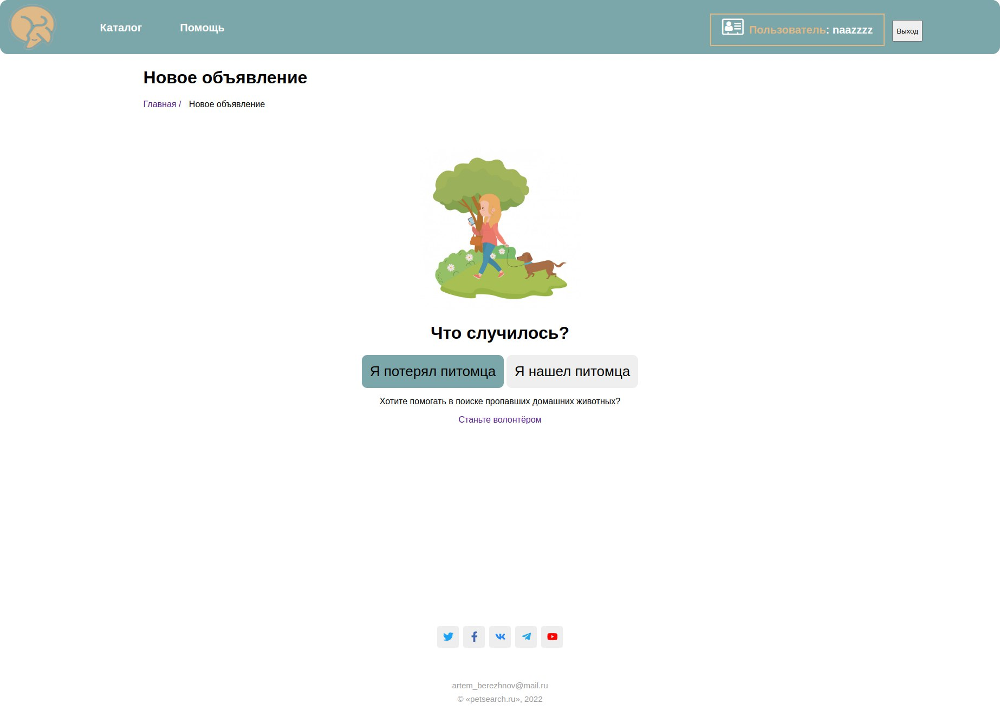 Каталог
Помощь
Пользователь: naazzzz
Выход
Новое объявление
Главная / Новое объявление
Что случилось?
Я потерял питомца
Я нашел питомца
Хотите помогать в поиске пропавших домашних животных?
Станьте волонтёром
artem_berezhnov@mail.ru
© «petsearch.ru», 2022